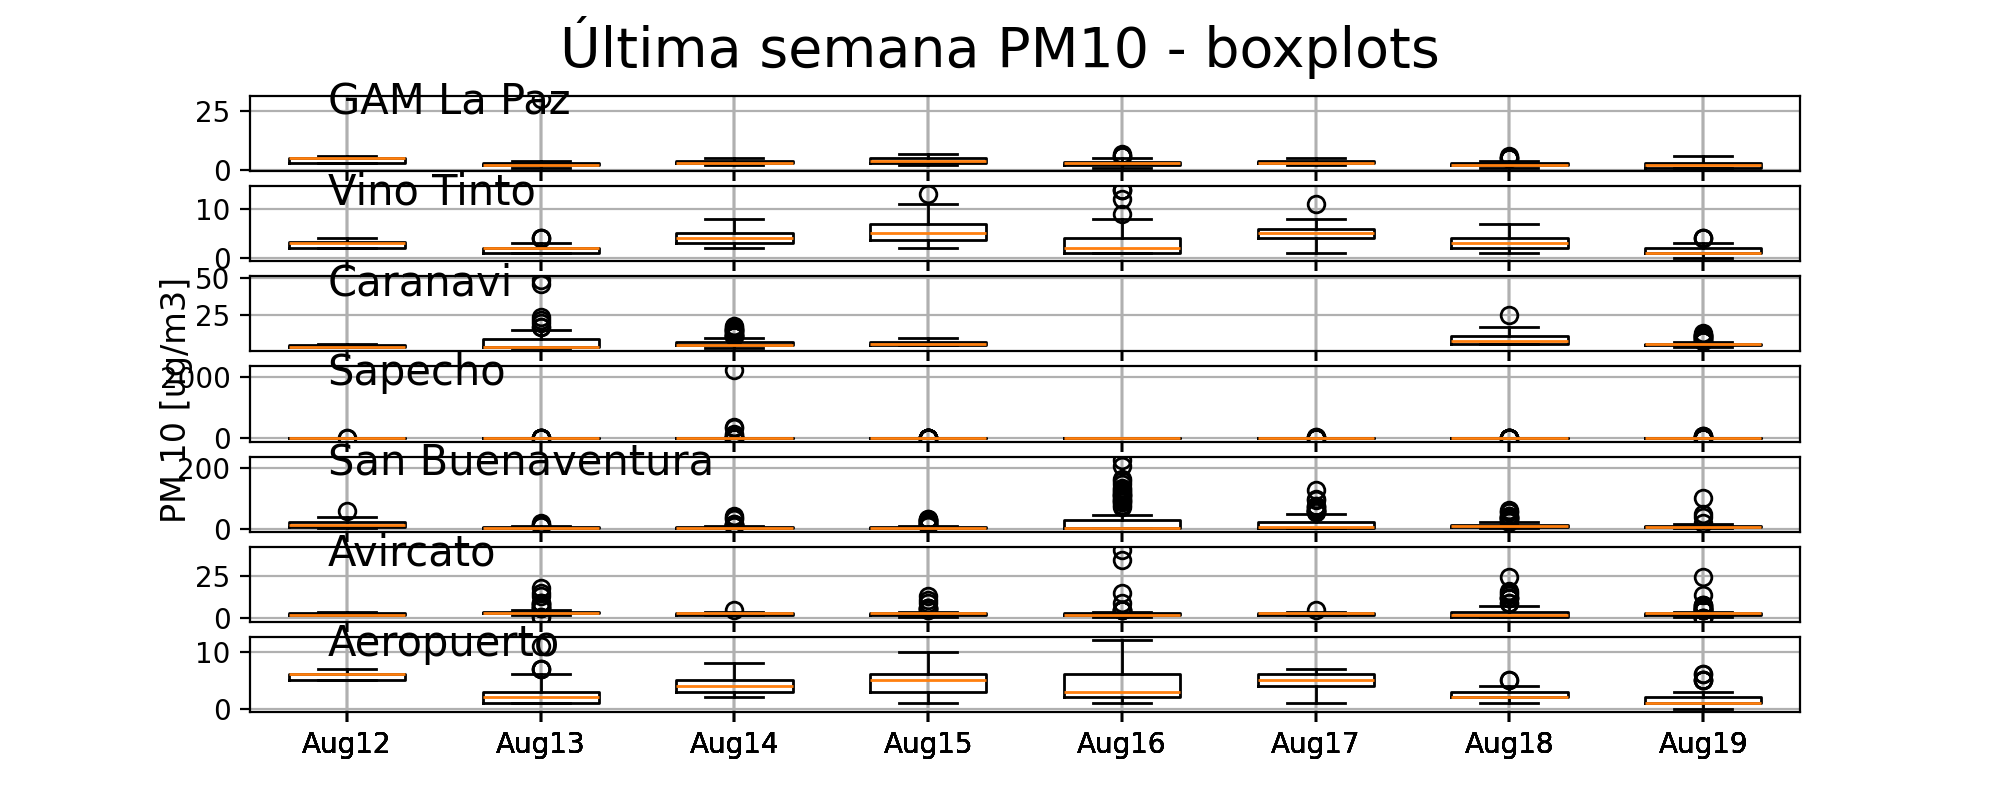 Última semana PM10 - boxplots
GAM La Paz
25
0
Vino Tinto
10
0
Caranavi
50
25
Sapecho
2000
0
San Buenaventura
200
0
Avircato
25
0
Aeropuerto
10
0
PM 10 [ug/m3]
Aug12 Aug13 Aug14 Aug15 Aug16 Aug17 Aug18 Aug19